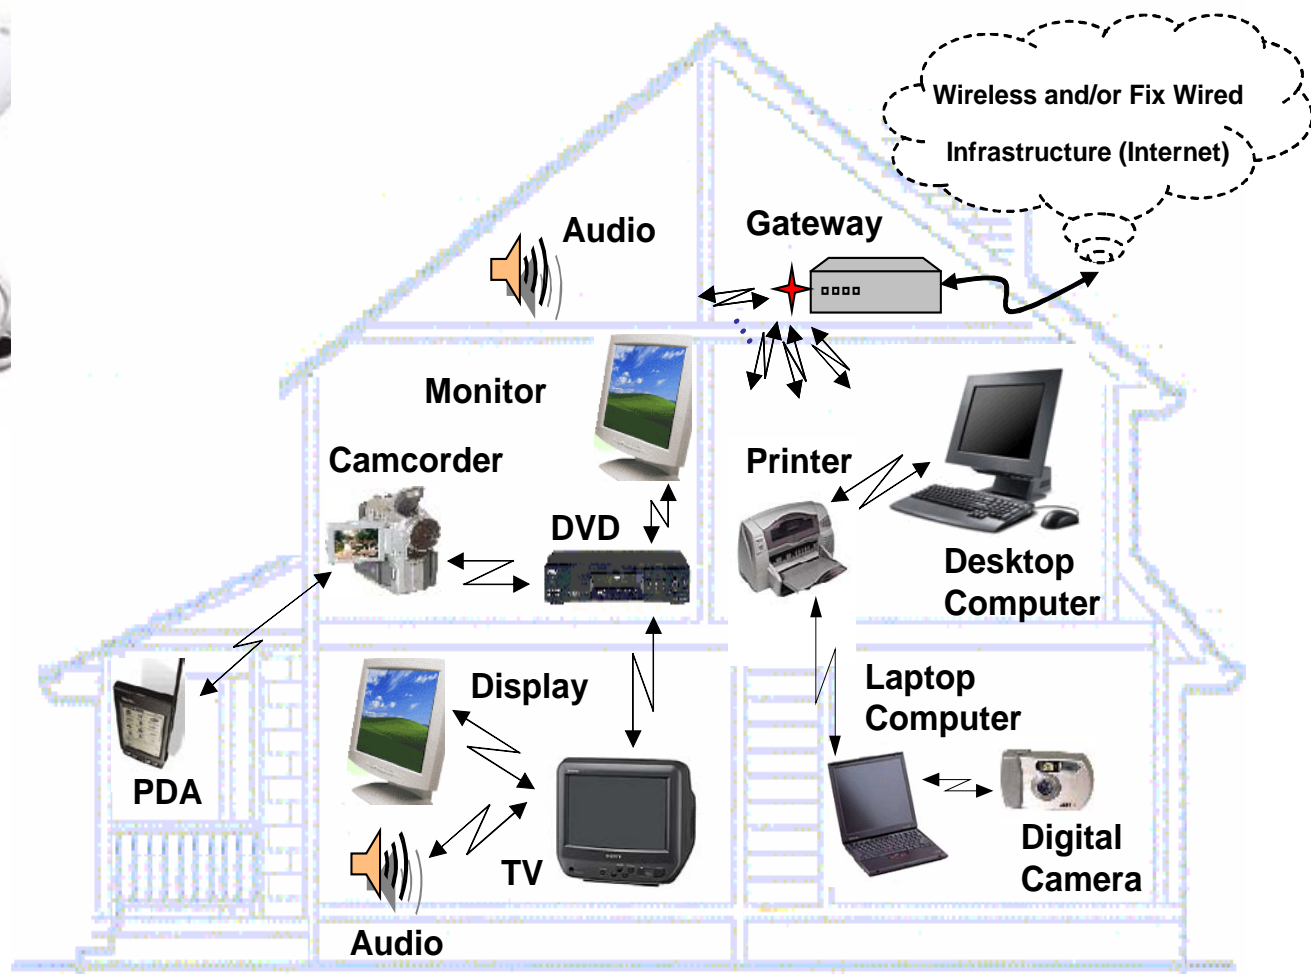 Wireless and/or Fix Wired
Infrastructure (Internet)
Audio
Gateway
Monitor
Camcorder
Printer
DVD
Desktop
Computer
Display
Laptop
Computer
PDA
TV
Digital
Camera
Audio
SONY